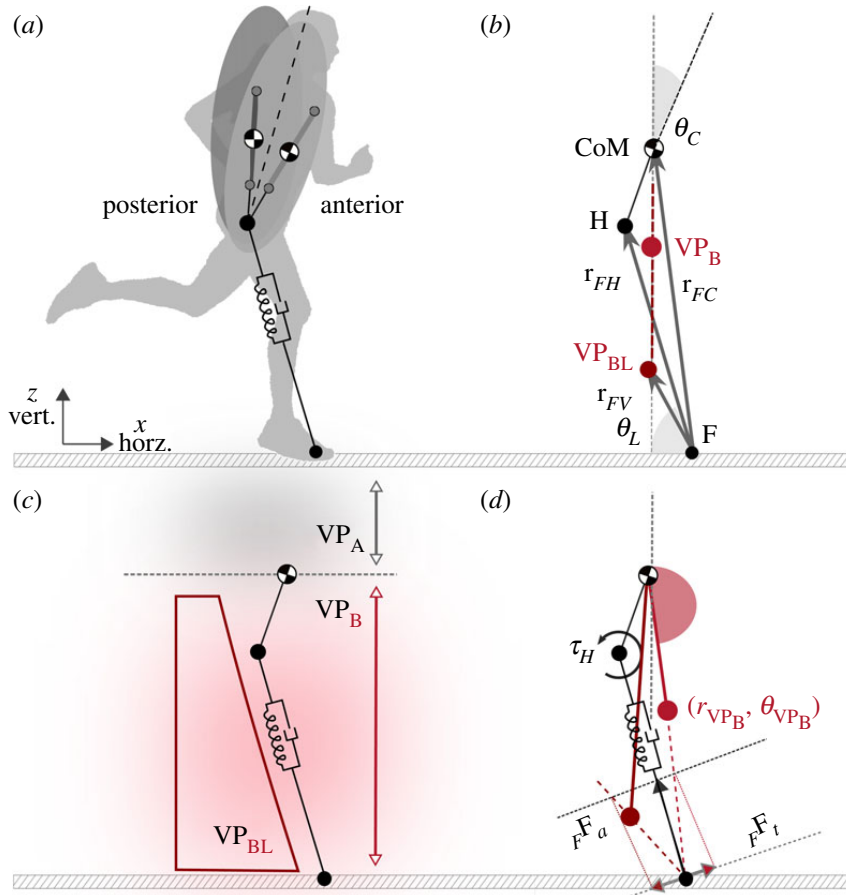 (a)
posterior
anterior
z
vert.
x
horz.
(b)
θC
CoM
H
VPB
rFH
rFC
VPBL
rFV
θL
F
(c)
VPA
VPB
VPBL
(d)
τH
(rVPB, θVPB)
FFa
FFt